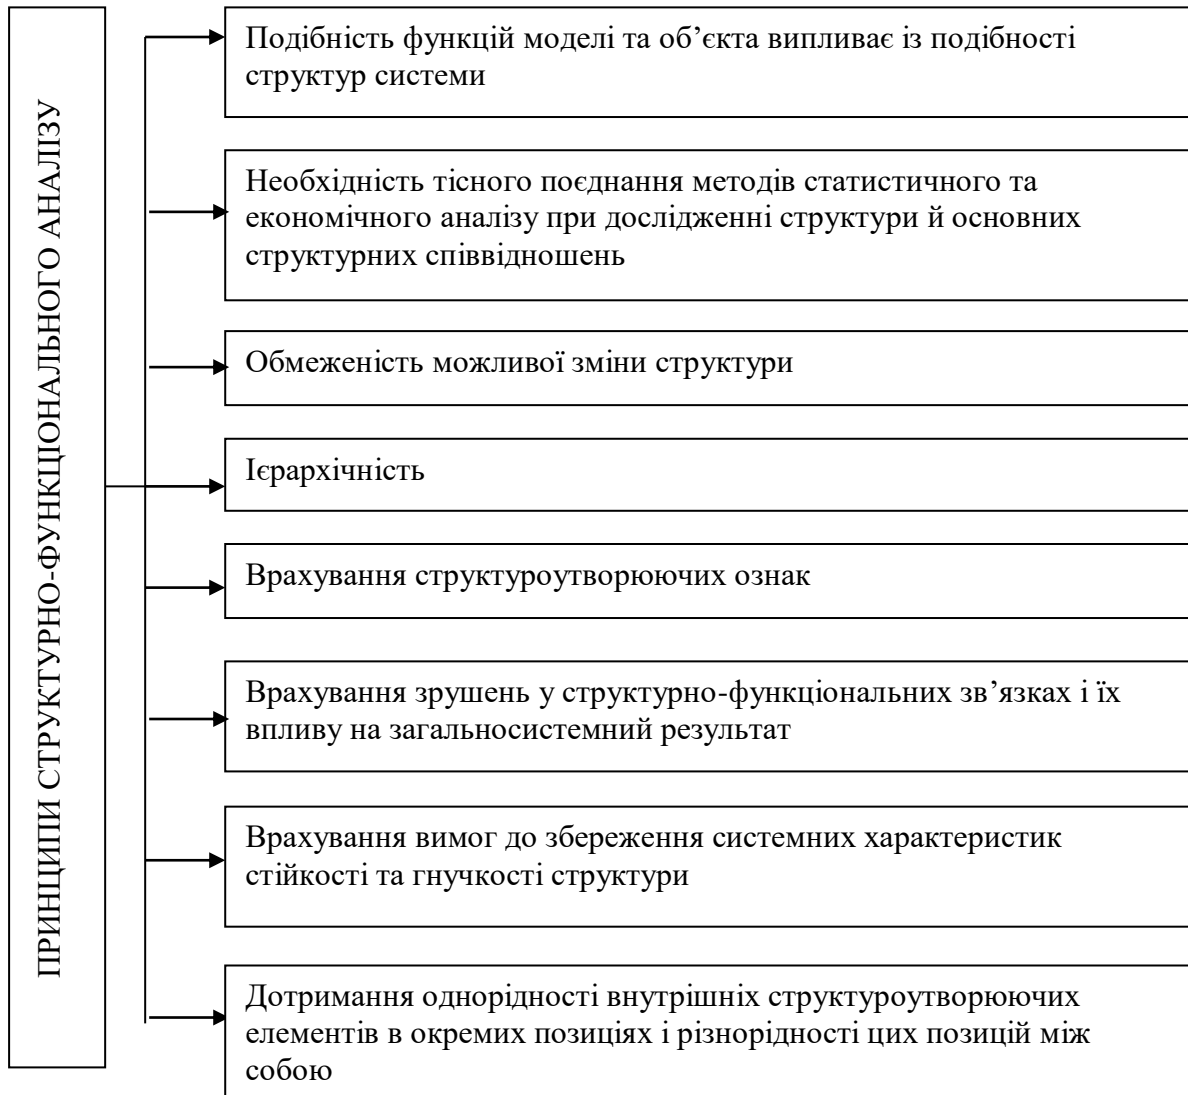 ПРИНЦИПИ СТРУКТУРНО-ФУНКЦІОНАЛЬНОГО АНАЛІЗУ
Подібність функцій моделі та об’єкта випливає із подібності
структур системи
Необхідність тісного поєднання методів статистичного та
економічного аналізу при дослідженні структури й основних
структурних співвідношень
Обмеженість можливої зміни структури
Ієрархічність
Врахування структуроутворюючих ознак
Врахування зрушень у структурно-функціональних зв’язках і їх
впливу на загальносистемний результат
Врахування вимог до збереження системних характеристик
стійкості та гнучкості структури
Дотримання однорідності внутрішніх структуроутворюючих
елементів в окремих позиціях і різнорідності цих позицій між
собою